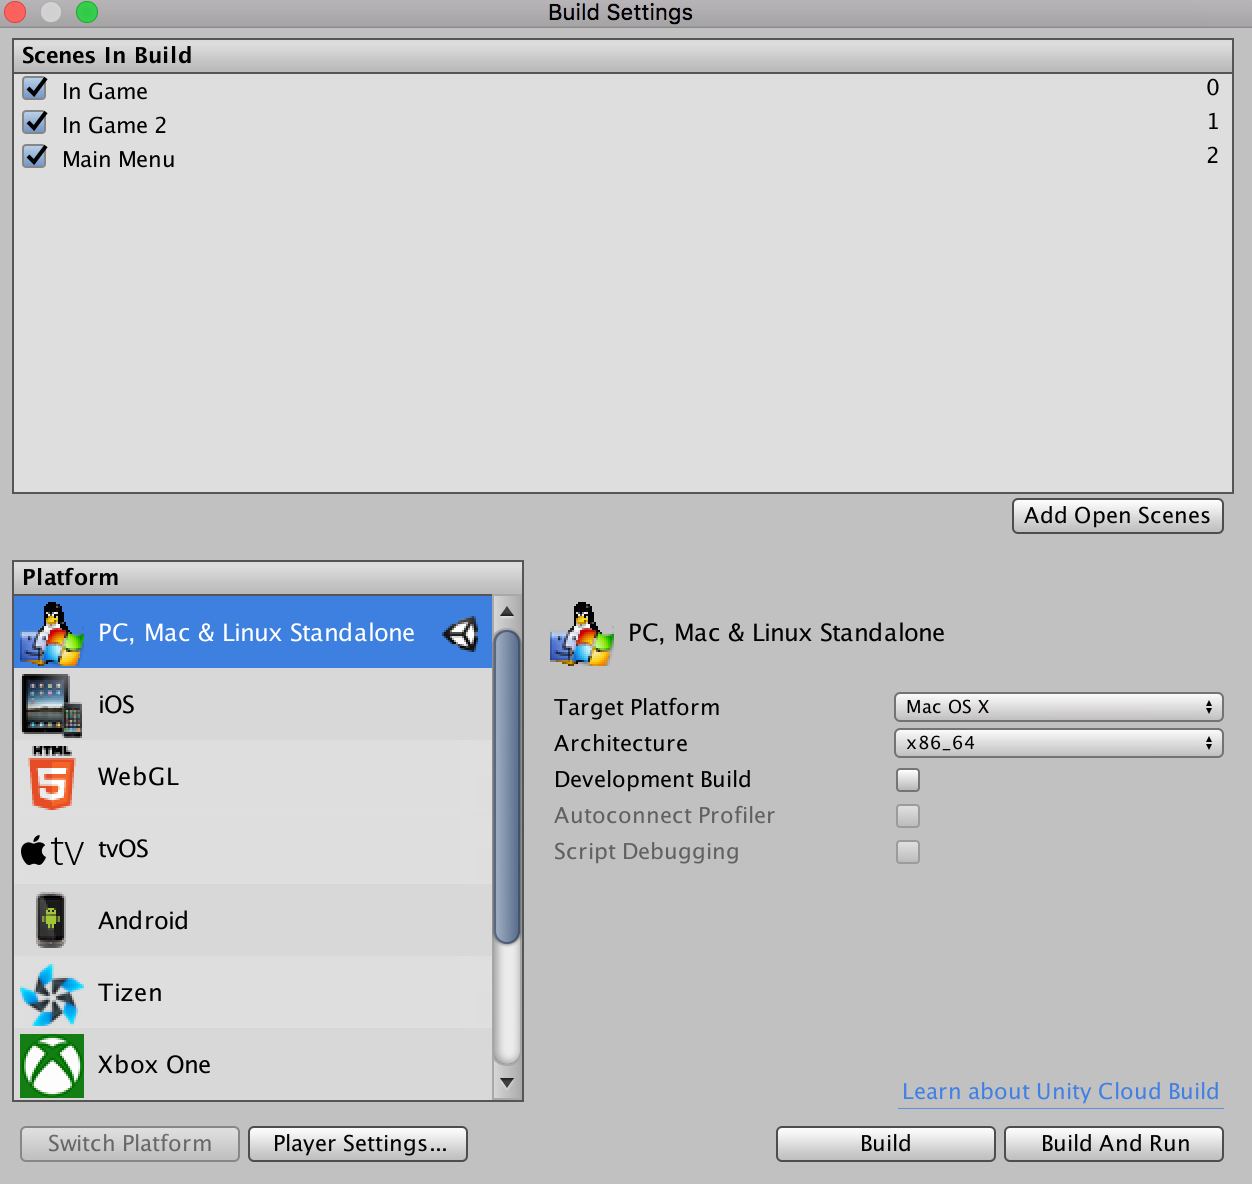 Build Settings
Scenes In Build
In Game 0
In Game 2 1
Main Menu 2
Add Open Scenes
Platform
PC, Mac & Linux Standalone
iOS
HTML
5
WebGL
tv
tvOS
Android
Tizen
Xbox One
PC, Mac & Linux Standalone
Target Platform Mac OS X
Architecture x86_64
Development Build
Autoconnect Profiler
Script Debugging
Learn about Unity Cloud Build
Switch Platform Player Settings... Build Build And Run